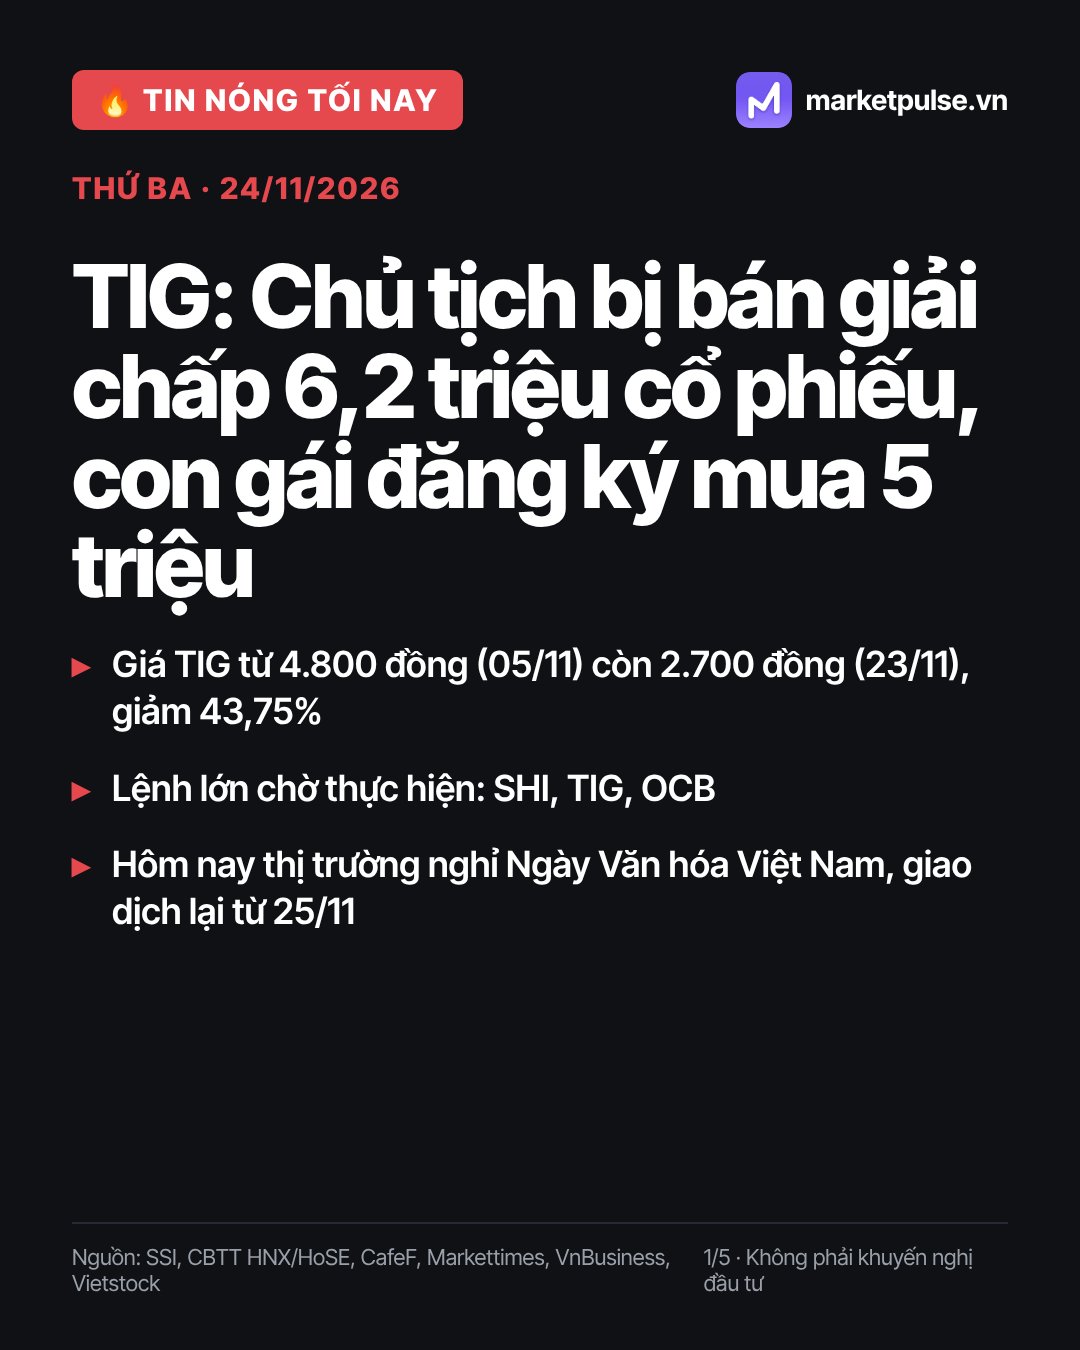 🔥 TIN NÓNG TỐI NAY
marketpulse.vn
THỨ BA · 24/11/2026
TIG: Chủ tịch bị bán giải
chấp 6,2 triệu cổ phiếu,
con gái đăng ký mua 5
triệu
▶ Giá TIG từ 4.800 đồng (05/11) còn 2.700 đồng (23/11),
giảm 43,75%
▶ Lệnh lớn chờ thực hiện: SHI, TIG, OCB
▶ Hôm nay thị trường nghỉ Ngày Văn hóa Việt Nam, giao
dịch lại từ 25/11
Nguồn: SSI, CBTT HNX/HoSE, CafeF, Markettimes, VnBusiness,
Vietstock
1/5 · Không phải khuyến nghị
đầu tư